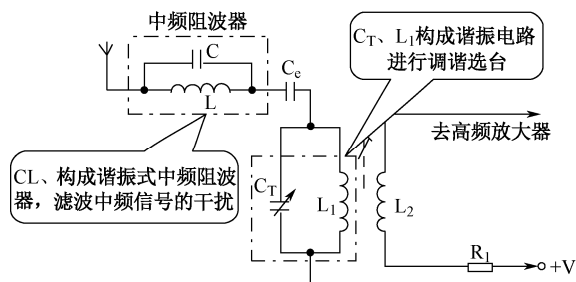 中频阻波器
C
L
Ce
CT、L1构成谐振电路
进行调谐选台
去高频放大器
CL、构成谐振式中频阻波
器，滤波中频信号的干扰
CT
L1
L2
R1
+V